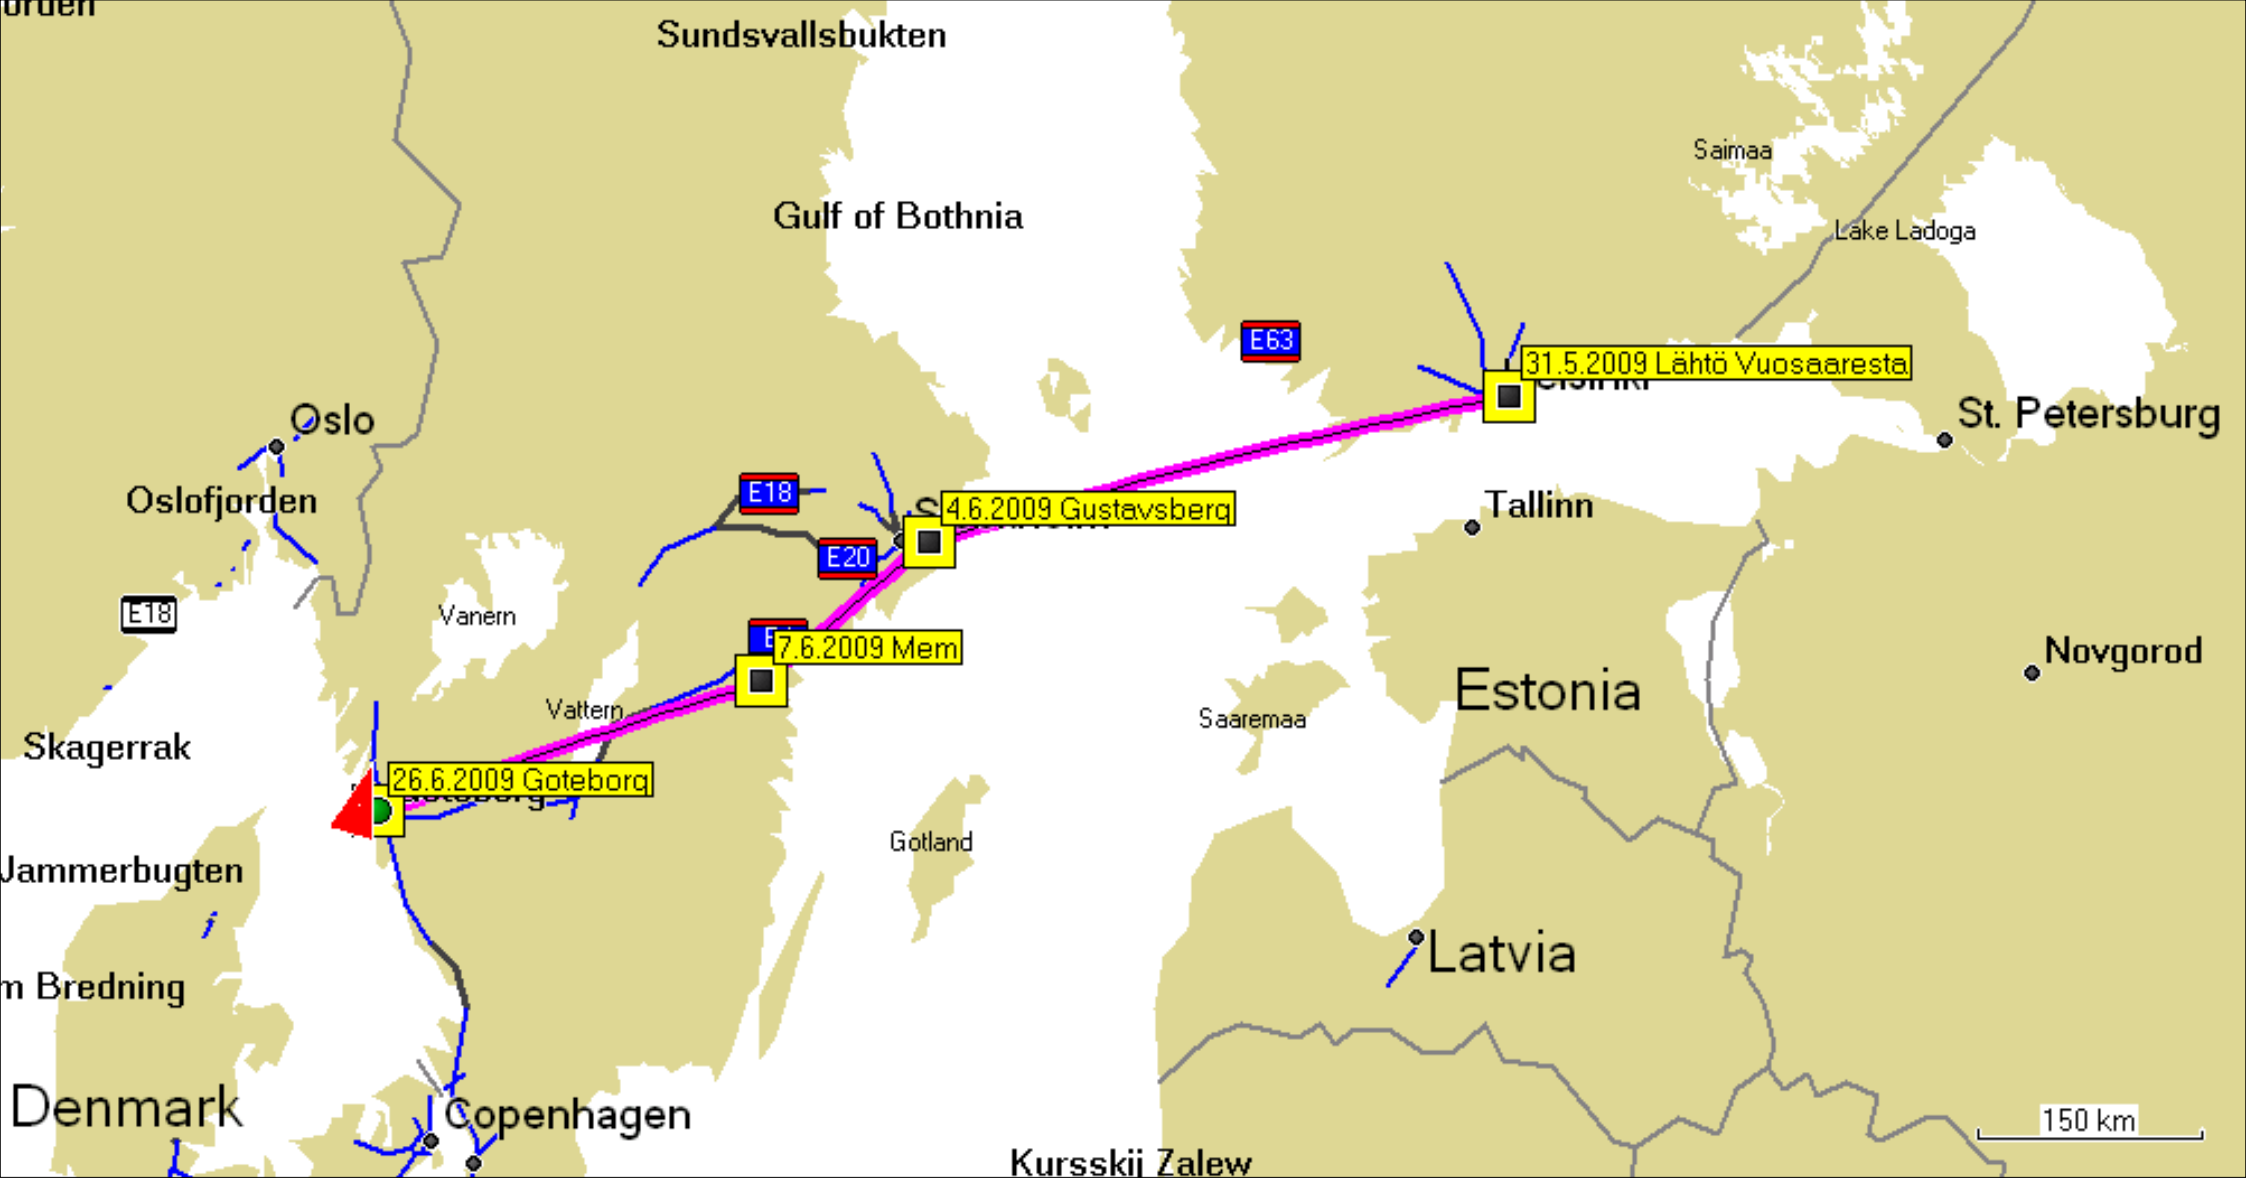 Sundsvallsbukten
Saimaa
Gulf of Bothnia
Lake Ladoga
E63
31.5.2009 Lähtö Vuosaaresta
Oslo
St. Petersburg
E18
Oslofjorden
4.6.2009 Gustavsberg
Tallinn
E20
E18
Vanern
7.6.2009 Mem
Novgorod
Estonia
Vattern
Saaremaa
Skagerrak
26.6.2009 Goteborg
Gotland
Jammerbugten
Latvia
m Bredning
Denmark
Copenhagen
150 km
Kursskij Zalew